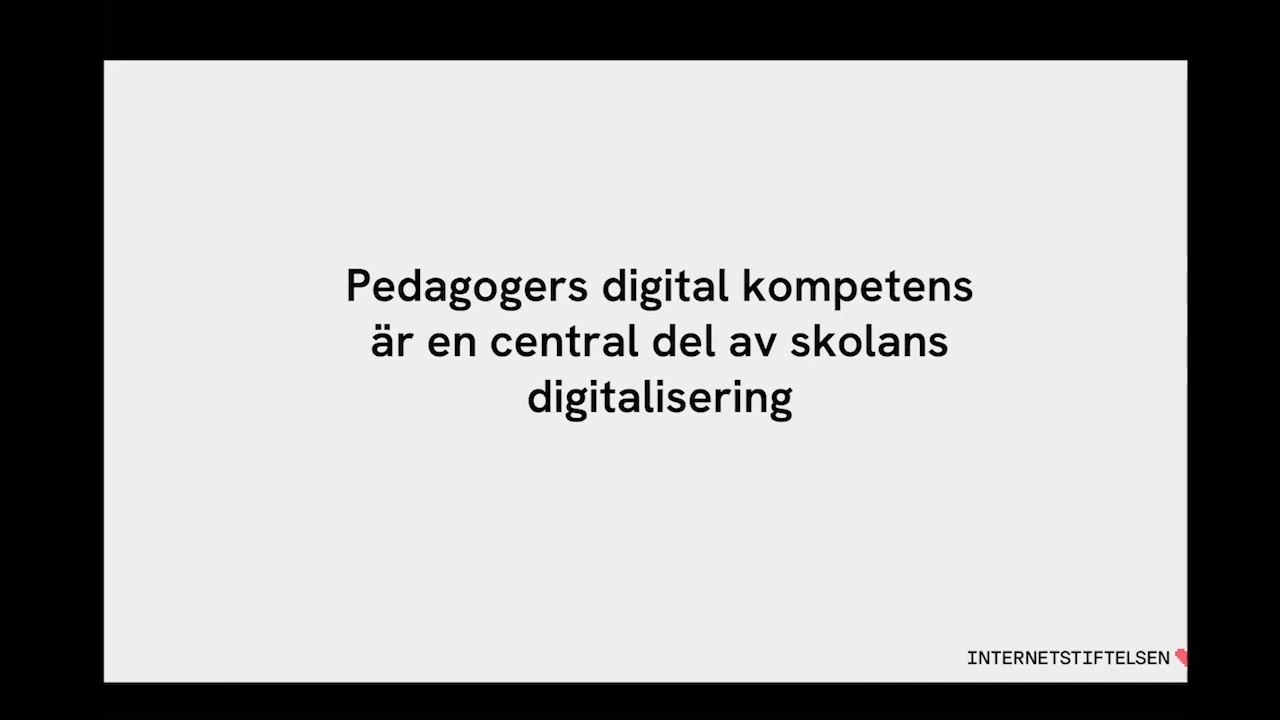 Pedagogers digital kompetens
är en central del av skolans
digitalisering
INTERNETSTIFTELSEN